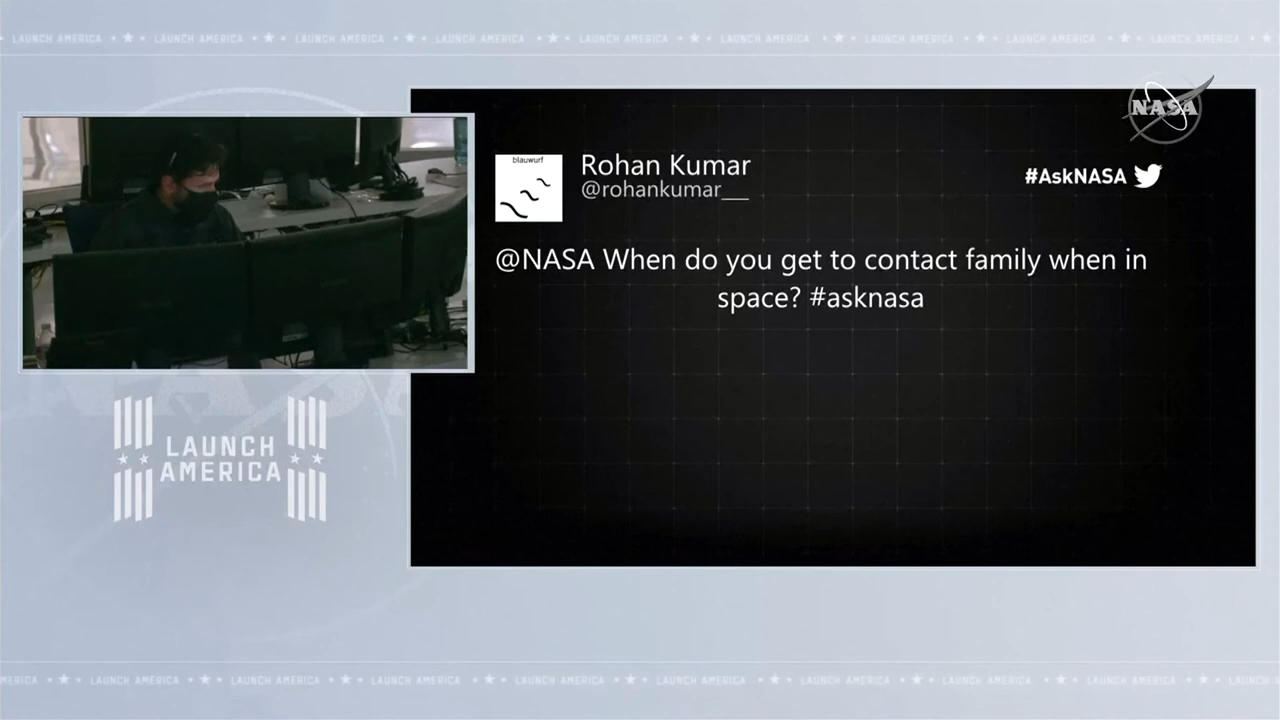 LAUNCH AMERICA LAUNCH AMERICA LAUNCH AMERICA LAUNCH AMERICA LAUNCH AMERICA LAUNCH AMERICA LAUNCH AMERICA LAUNCH AMERICA LAUNCH AMERICA
NASA
blauwurf
Rohan Kumar
@rohankumar___
#AskNASA
@NASA When do you get to contact family when in
space? #asknasa
LAUNCH
AMERICA
MERICA LAUNCH AMERICA LAUNCH AMERICA LAUNCH AMERICA LAUNCH AMERICA LAUNCH AMERICA LAUNCH AMERICA LAUNCH AMERICA LAUNCH AMERICA LAUN